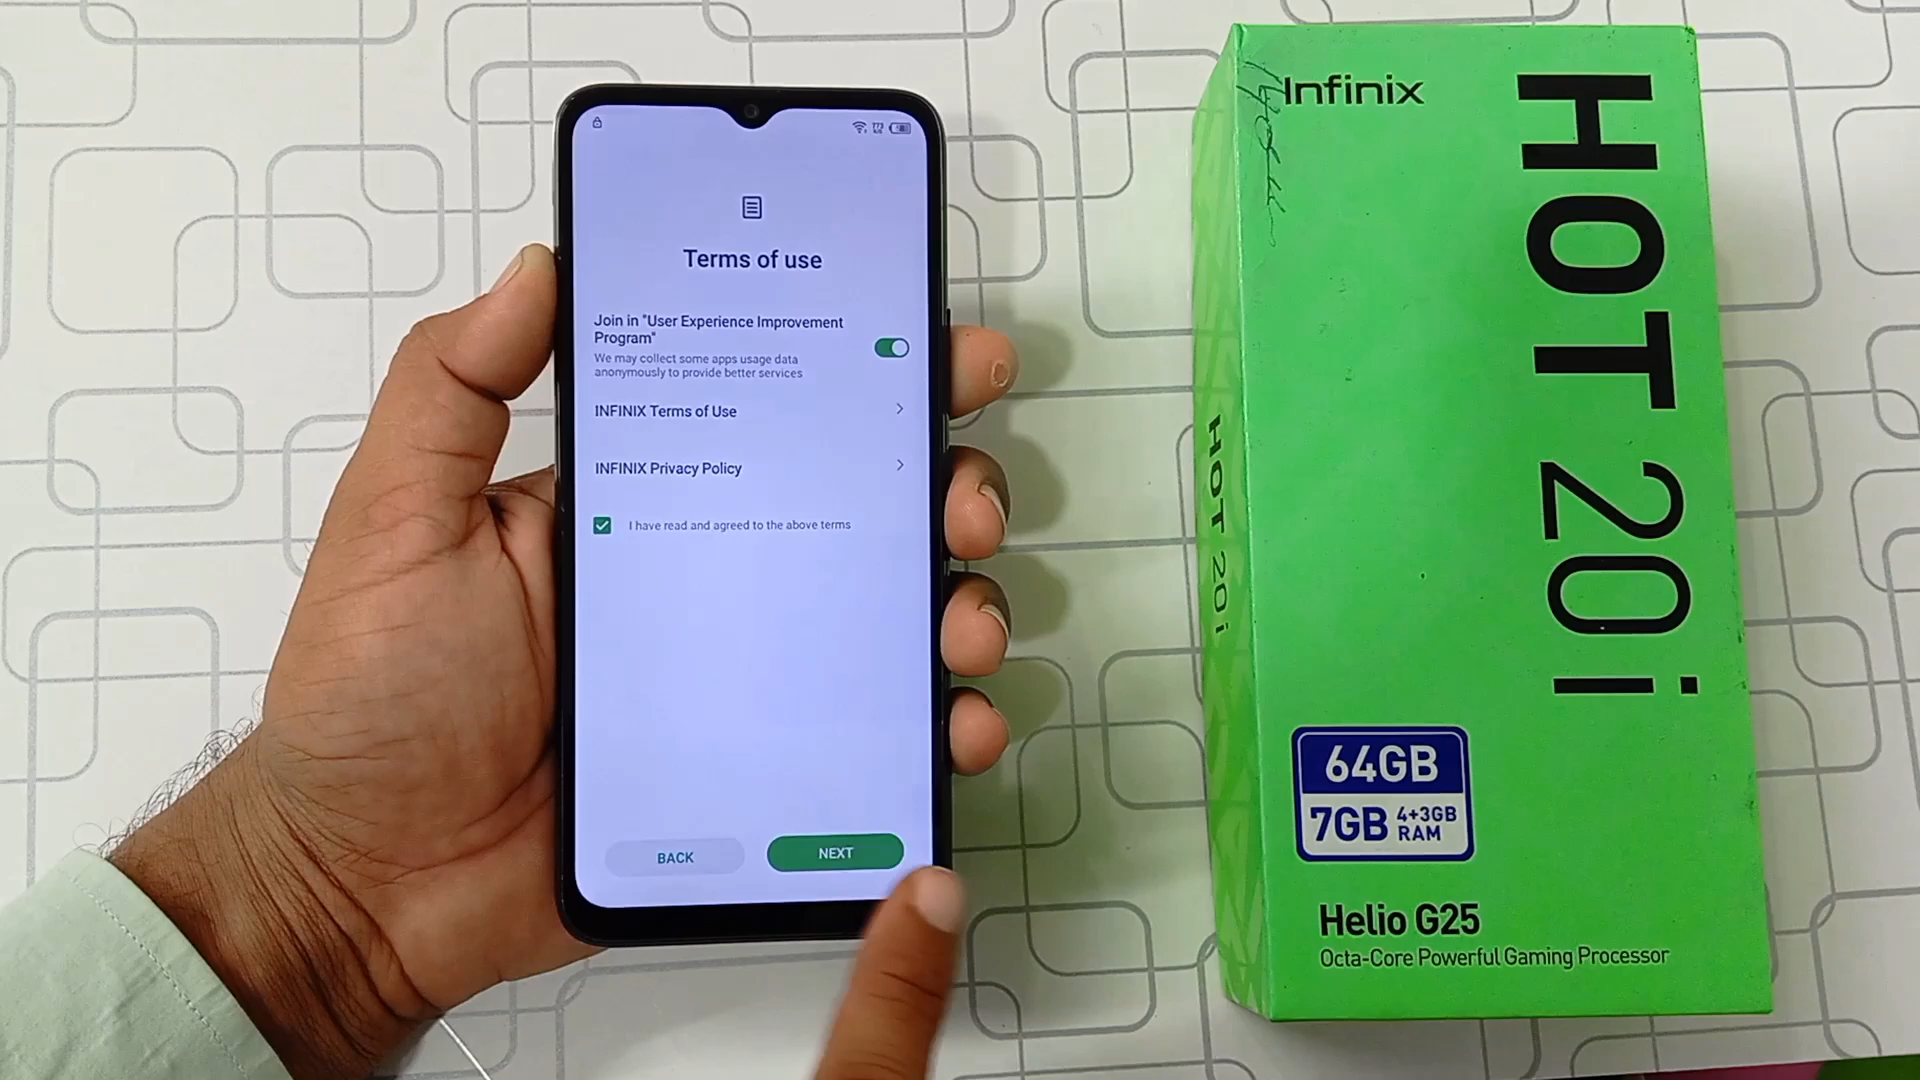 Terms of use
Join in "User Experience Improvement
Program"
We may collect some apps usage data
anonymously to provide better services
INFINIX Terms of Use
INFINIX Privacy Policy
I have read and agreed to the above terms
BACK
NEXT
Infinix
HOT 20i
HOT 20i
64GB
7GB 4+3GB
RAM
Helio G25
Octa-Core Powerful Gaming Processor